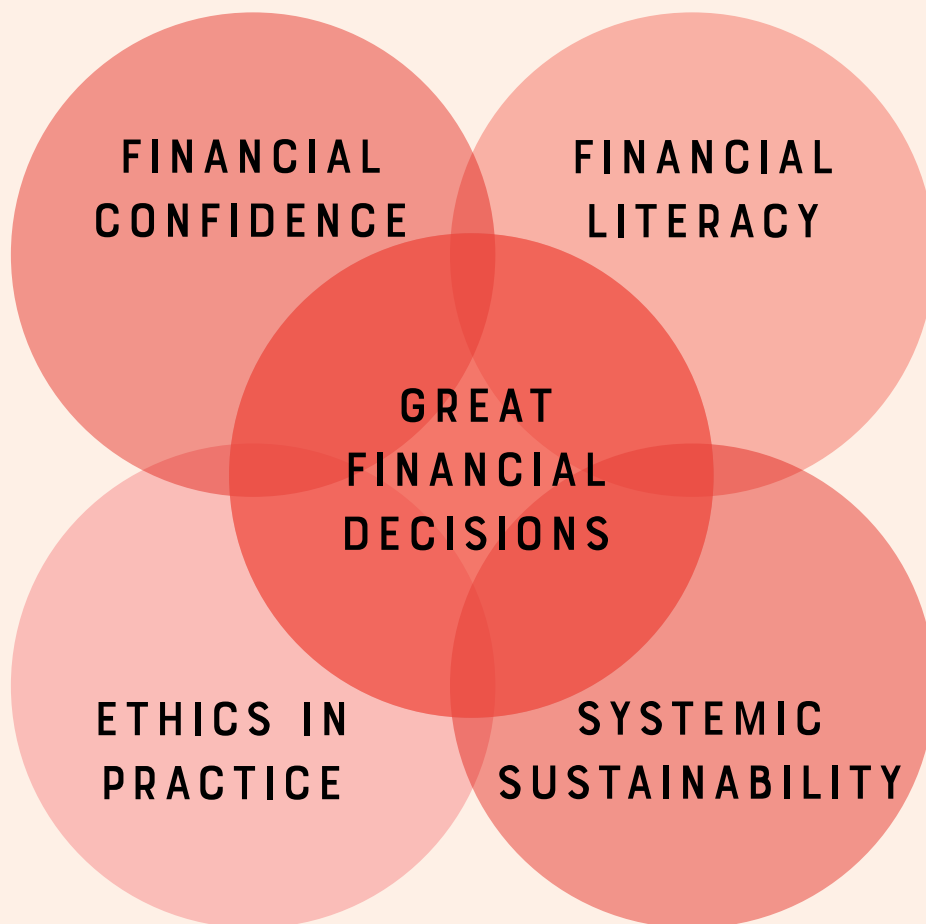 FINANCIAL
CONFIDENCE
FINANCIAL
LITERACY
GREAT
FINANCIAL
DECISIONS
ETHICS IN
PRACTICE
SYSTEMIC
SUSTAINABILITY